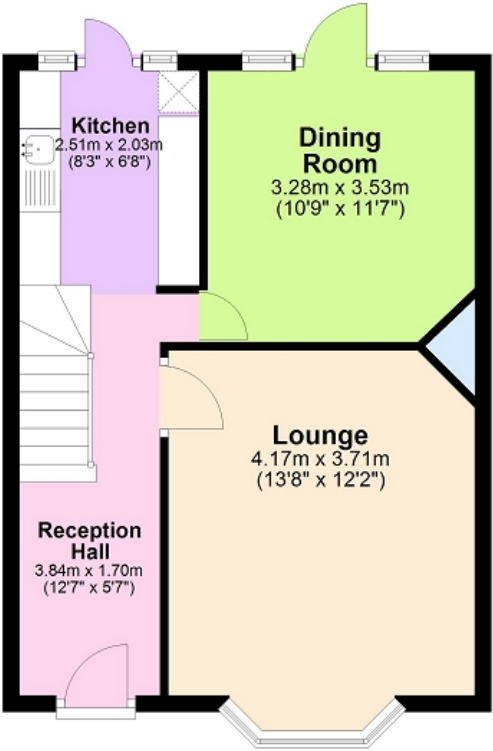 Kitchen
2.51m x 2.03m
(8'3" x 6'8")
Dining
Room
3.28m x 3.53m
(10'9" x 11'7")
Lounge
4.17m x 3.71m
(13'8" x 12'2")
Reception
Hall
3.84m x 1.70m
(12'7" x 5'7")